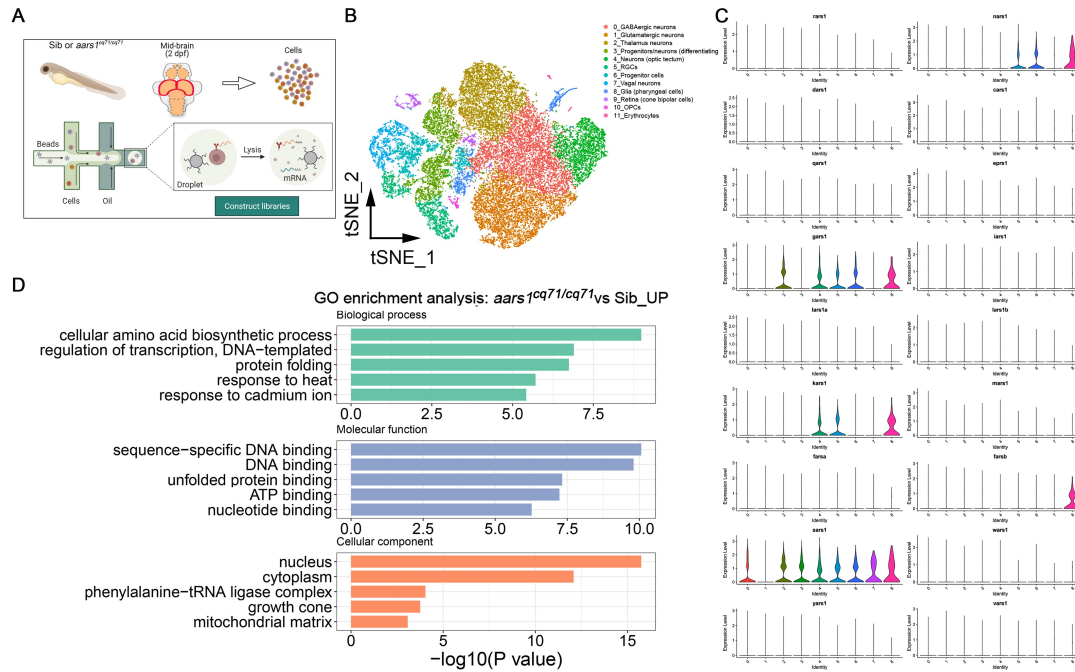 A
Sib or aars1cq71/cq71
Mid-brain
(2 dpf)
Cells
Beads
Droplet
Lysis
mRNA
Cells
Oil
Construct libraries
B
0_GABAergic neurons
1_Glutamatergic neurons
2_Thalamus neurons
3_Progenitors/neurons (differentiating
4_Neurons (optic tectum)
5_RGCs
6_Progenitor cells
7_Vagal neurons
8_Glia (pharyngeal cells)
9_Retina (cone bipolar cells)
10_OPCs
11_Erythrocytes
tSNE_2
tSNE_1
C
rars1
nars1
dars1
cars1
qars1
eprs1
gars1
iars1
lars1a
lars1b
kars1
mars1
farsa
farsb
sars1
wars1
yars1
vars1
Expression Level
Identity
D
GO enrichment analysis: aars1cq71/cq71vs Sib_UP
Biological process
cellular amino acid biosynthetic process
regulation of transcription, DNA−templated
protein folding
response to heat
response to cadmium ion
0.0 2.5 5.0 7.5
Molecular function
sequence−specific DNA binding
DNA binding
unfolded protein binding
ATP binding
nucleotide binding
0.0 2.5 5.0 7.5 10.0
Cellular component
nucleus
cytoplasm
phenylalanine−tRNA ligase complex
growth cone
mitochondrial matrix
0 5 10 15
−log10(P value)